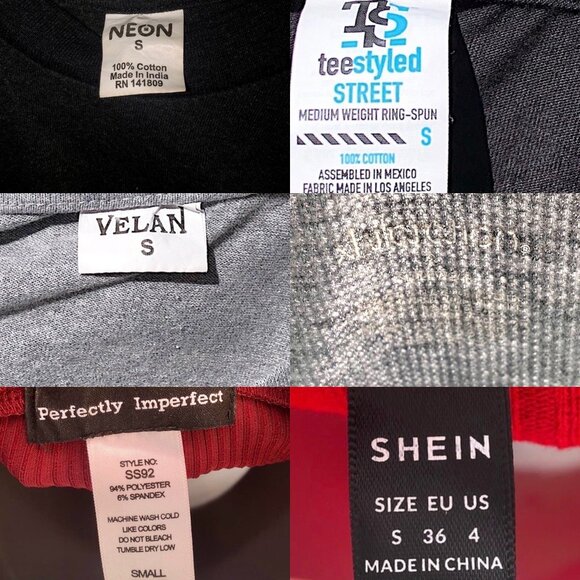 NEON
S
100% Cotton
Made In India
RN 141809
TS
teestyled
STREET
MEDIUM WEIGHT RING-SPUN
S
100% COTTON
ASSEMBLED IN MEXICO
FABRIC MADE IN LOS ANGELES
VELAN
S
Perfectly Imperfect
STYLE NO:
SS92
94% POLYESTER
6% SPANDEX
MACHINE WASH COLD
LIKE COLORS
DO NOT BLEACH
TUMBLE DRY LOW
SMALL
SHEIN
SIZE EU US
S 36 4
MADE IN CHINA